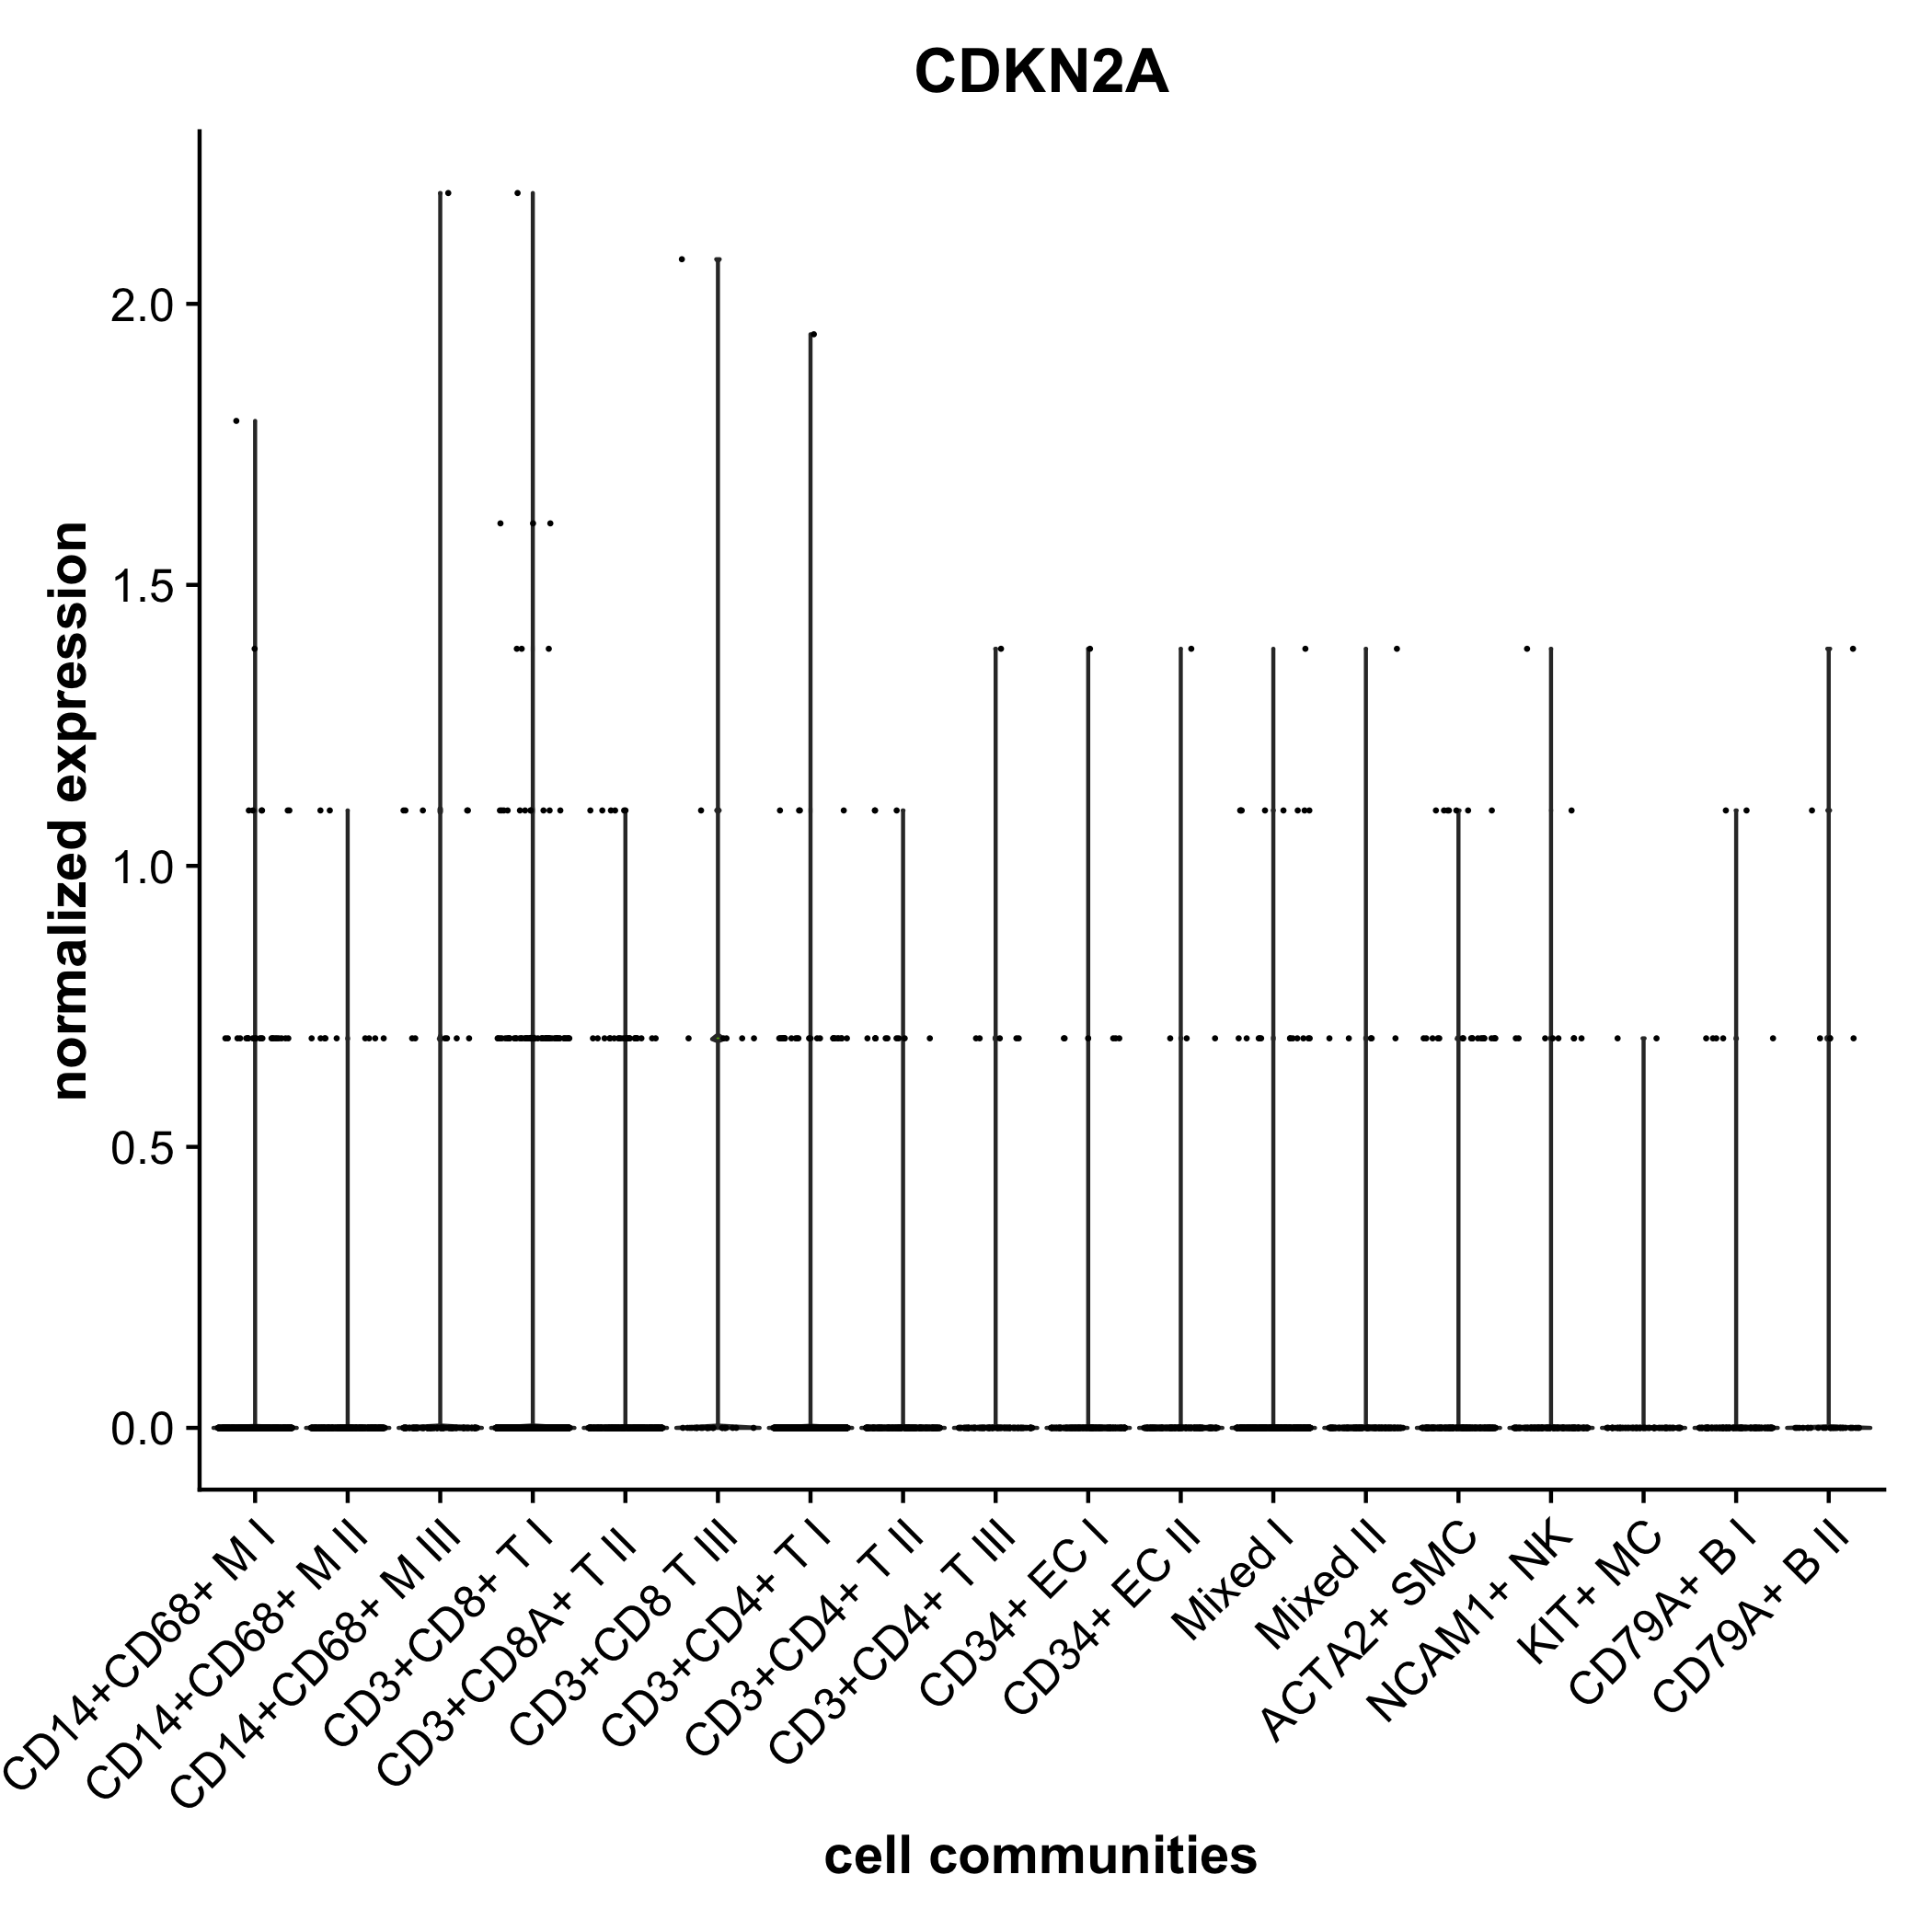 CDKN2A
normalized expression
2.0
1.5
1.0
0.5
0.0
CD14+CD68+ M I
CD14+CD68+ M II
CD14+CD68+ M III
CD3+CD8+ T I
CD3+CD8A+ T II
CD3+CD8 T III
CD3+CD4+ T I
CD3+CD4+ T II
CD3+CD4+ T III
CD34+ EC I
CD34+ EC II
Mixed I
Mixed II
ACTA2+ SMC
NCAM1+ NK
KIT+ MC
CD79A+ B I
CD79A+ B II
cell communities